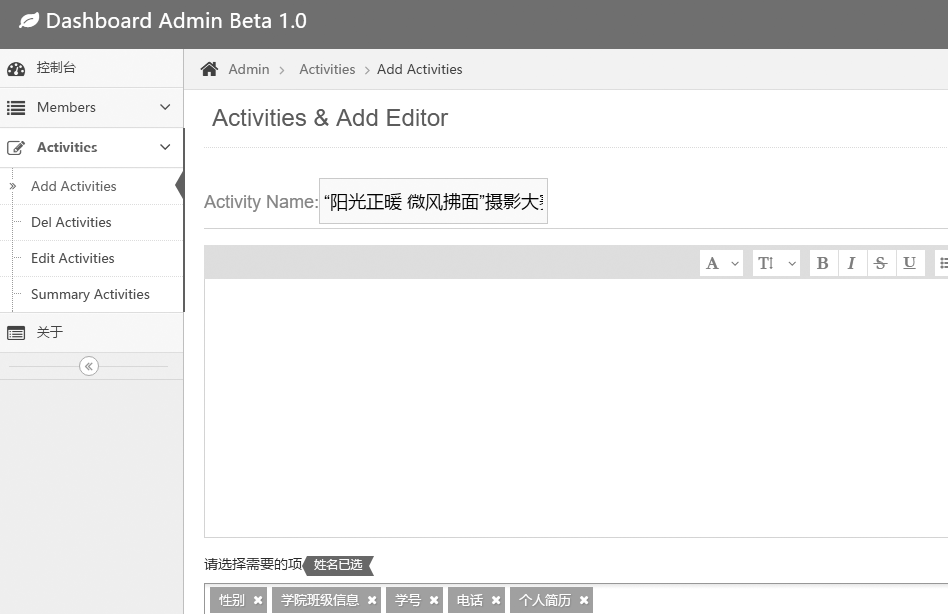 Dashboard Admin Beta 1.0
控制台
Members
Activities
Add Activities
Del Activities
Edit Activities
Summary Activities
关于
Admin > Activities > Add Activities
Activities & Add Editor
Activity Name: “阳光正暖 微风拂面”摄影大
A TI B I S U
请选择需要的项 姓名已选
性别 × 学院班级信息 × 学号 × 电话 × 个人简历 ×